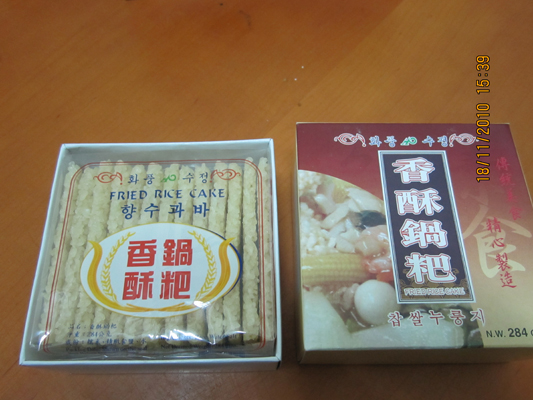 화풍 수정
FRIED RICE CAKE
향수과바
香酥
鍋粑
화풍 수정
香酥鍋粑
FRIED RICE CAKE
찹쌀누룽지
精心製造
食
N.W. 284
18/11/2010 15:39